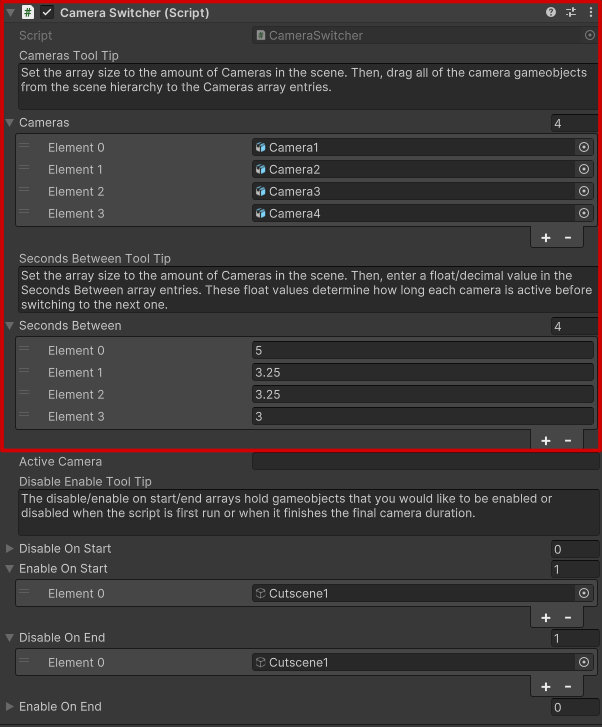 Camera Switcher (Script)
Script CameraSwitcher
Cameras Tool Tip
Set the array size to the amount of Cameras in the scene. Then, drag all of the camera gameobjects
from the scene hierarchy to the Cameras array entries.
Cameras 4
Element 0 Camera1
Element 1 Camera2
Element 2 Camera3
Element 3 Camera4
+ -
Seconds Between Tool Tip
Set the array size to the amount of Cameras in the scene. Then, enter a float/decimal value in the
Seconds Between array entries. These float values determine how long each camera is active before
switching to the next one.
Seconds Between 4
Element 0 5
Element 1 3.25
Element 2 3.25
Element 3 3
+ -
Active Camera
Disable Enable Tool Tip
The disable/enable on start/end arrays hold gameobjects that you would like to be enabled or
disabled when the script is first run or when it finishes the final camera duration.
Disable On Start 0
Enable On Start 1
Element 0 Cutscene1
+ -
Disable On End 1
Element 0 Cutscene1
+ -
Enable On End 0